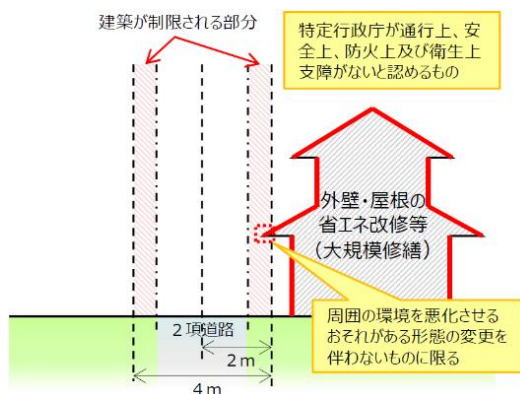 建築が制限される部分
特定行政庁が通行上、安
全上、防火上及び衛生上
支障がないと認めるもの
外壁・屋根の
省エネ改修等
(大規模修繕)
周囲の環境を悪化させる
おそれがある形態の変更を
伴わないものに限る
2項道路
2m
4m